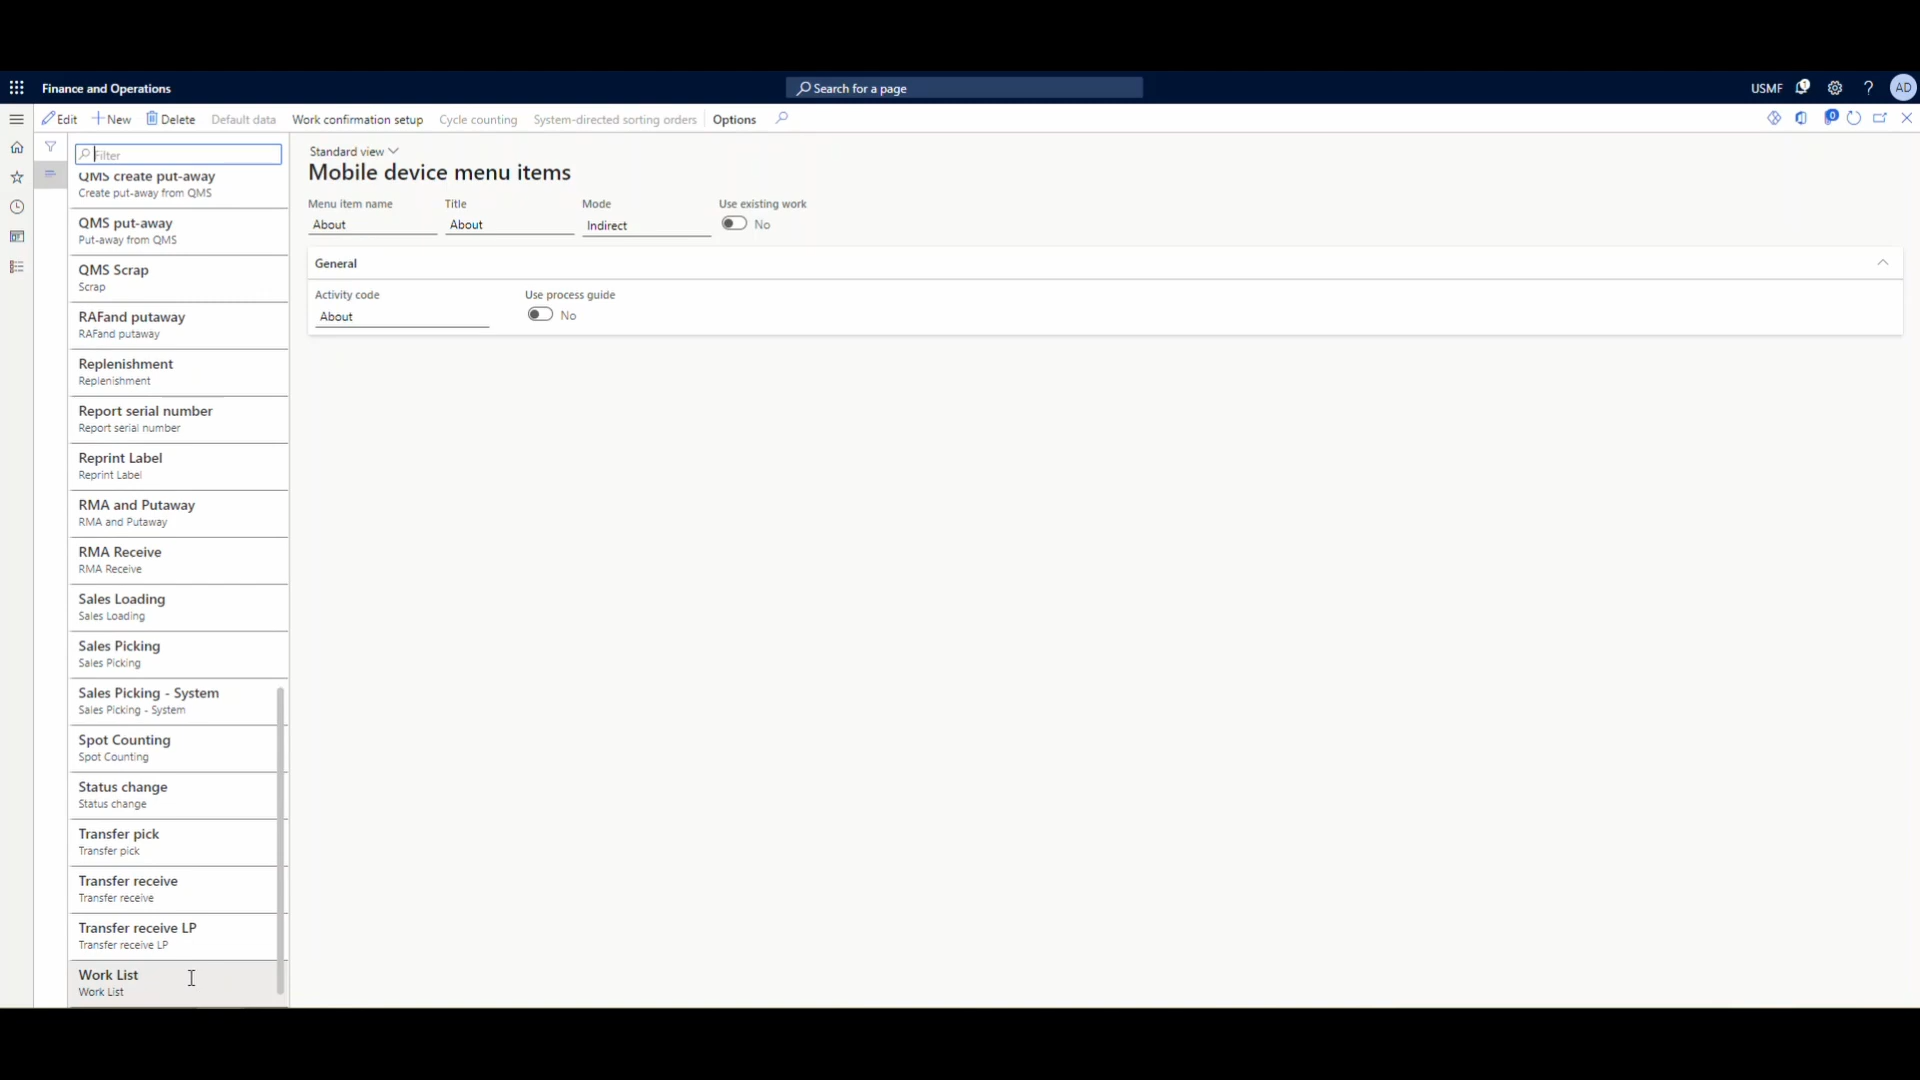 Finance and Operations
Search for a page
USMF
1
?
AD
Edit
New
Delete
Default data
Work confirmation setup
Cycle counting
System-directed sorting orders
Options
0
Filter
QMS create put-away
Create put-away from QMS
QMS put-away
Put-away from QMS
QMS Scrap
Scrap
RAFand putaway
RAFand putaway
Replenishment
Replenishment
Report serial number
Report serial number
Reprint Label
Reprint Label
RMA and Putaway
RMA and Putaway
RMA Receive
RMA Receive
Sales Loading
Sales Loading
Sales Picking
Sales Picking
Sales Picking - System
Sales Picking - System
Spot Counting
Spot Counting
Status change
Status change
Transfer pick
Transfer pick
Transfer receive
Transfer receive
Transfer receive LP
Transfer receive LP
Work List
Work List
Standard view
Mobile device menu items
Menu item name
About
Title
About
Mode
Indirect
Use existing work
No
General
Activity code
About
Use process guide
No